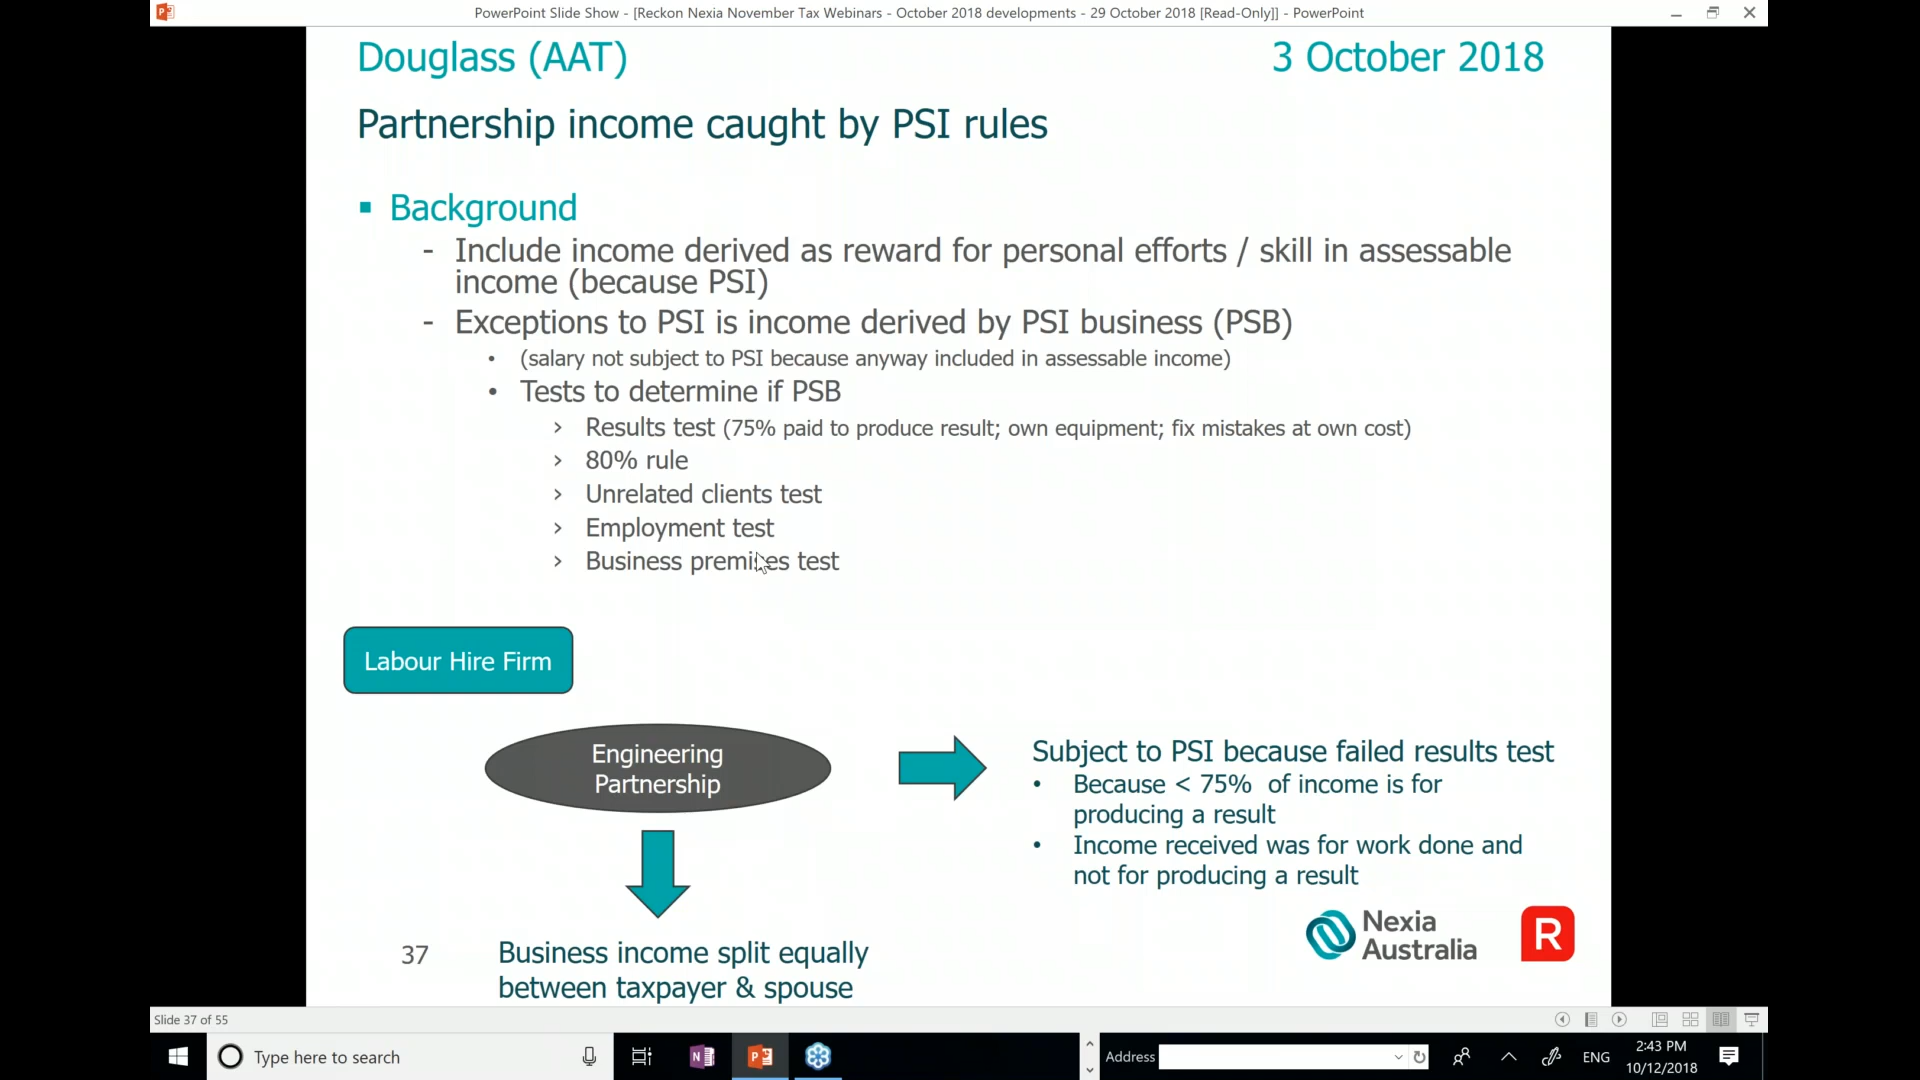 PowerPoint Slide Show - [Reckon Nexia November Tax Webinars - October 2018 developments - 29 October 2018 [Read-Only]] - PowerPoint
Douglass (AAT)
3 October 2018
Partnership income caught by PSI rules
▪ Background
- Include income derived as reward for personal efforts / skill in assessable
income (because PSI)
- Exceptions to PSI is income derived by PSI business (PSB)
• (salary not subject to PSI because anyway included in assessable income)
• Tests to determine if PSB
› Results test (75% paid to produce result; own equipment; fix mistakes at own cost)
› 80% rule
› Unrelated clients test
› Employment test
› Business premises test
Labour Hire Firm
Engineering
Partnership
Subject to PSI because failed results test
• Because < 75% of income is for
producing a result
• Income received was for work done and
not for producing a result
Business income split equally
between taxpayer & spouse
37
Nexia
Australia
R
Slide 37 of 55
Type here to search
N
P
Address
ENG
2:43 PM
10/12/2018